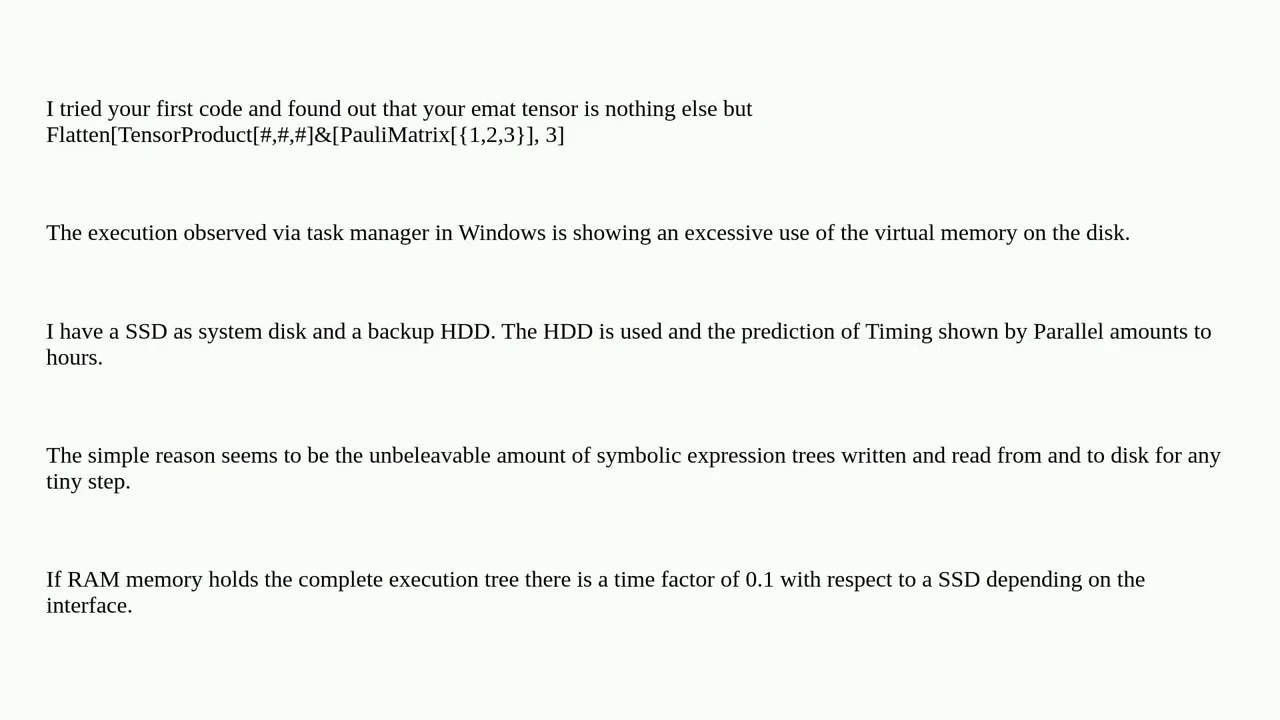 I tried your first code and found out that your emat tensor is nothing else but
Flatten[TensorProduct[#,#,#]&[PauliMatrix[{1,2,3}], 3]
The execution observed via task manager in Windows is showing an excessive use of the virtual memory on the disk.
I have a SSD as system disk and a backup HDD. The HDD is used and the prediction of Timing shown by Parallel amounts to
hours.
The simple reason seems to be the unbeleavable amount of symbolic expression trees written and read from and to disk for any
tiny step.
If RAM memory holds the complete execution tree there is a time factor of 0.1 with respect to a SSD depending on the
interface.